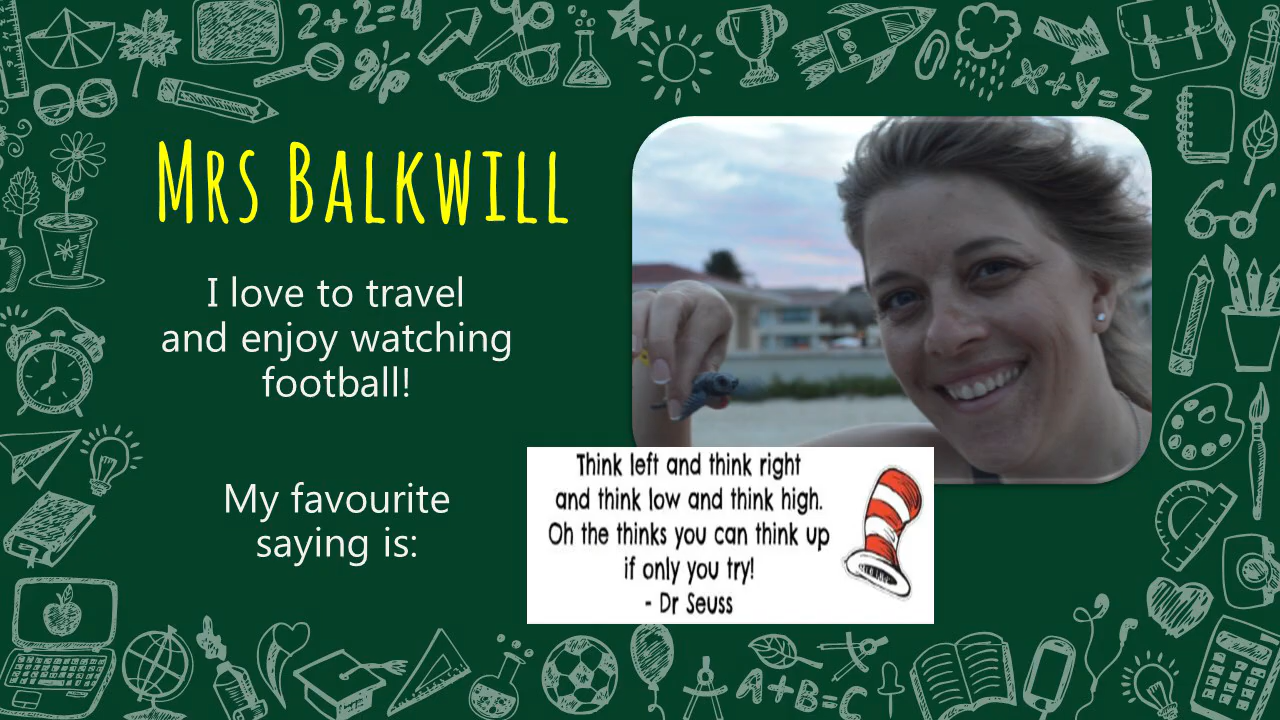 2+2=4
x+y=z
Mrs Balkwill
I love to travel
and enjoy watching
football!
My favourite
saying is:
Think left and think right
and think low and think high.
Oh the thinks you can think up
if only you try!
- Dr Seuss
A+B=C